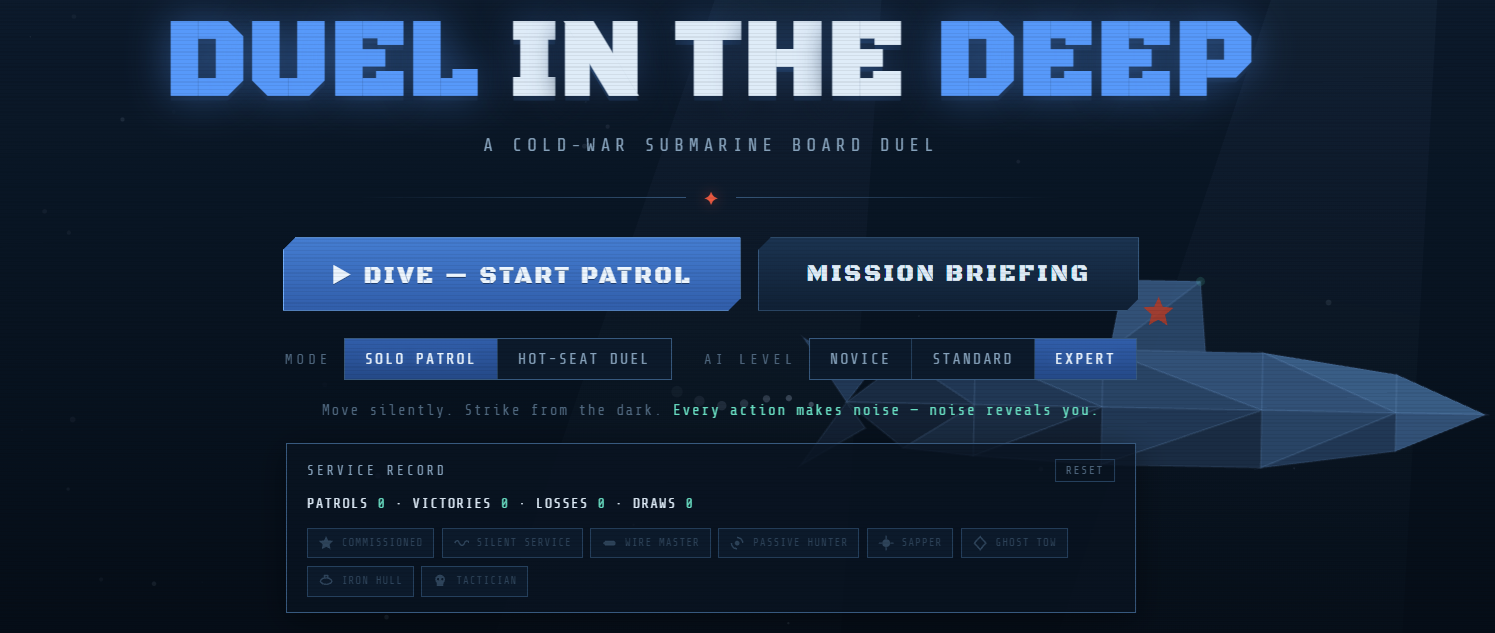 DUEL IN THE DEEP
A COLD-WAR SUBMARINE BOARD DUEL
DIVE — START PATROL
MISSION BRIEFING
MODE SOLO PATROL HOT-SEAT DUEL AI LEVEL NOVICE STANDARD EXPERT
Move silently. Strike from the dark. Every action makes noise — noise reveals you.
SERVICE RECORD RESET
PATROLS 0 · VICTORIES 0 · LOSSES 0 · DRAWS 0
COMMISSIONED SILENT SERVICE WIRE MASTER PASSIVE HUNTER SAPPER GHOST TOW
IRON HULL TACTICIAN